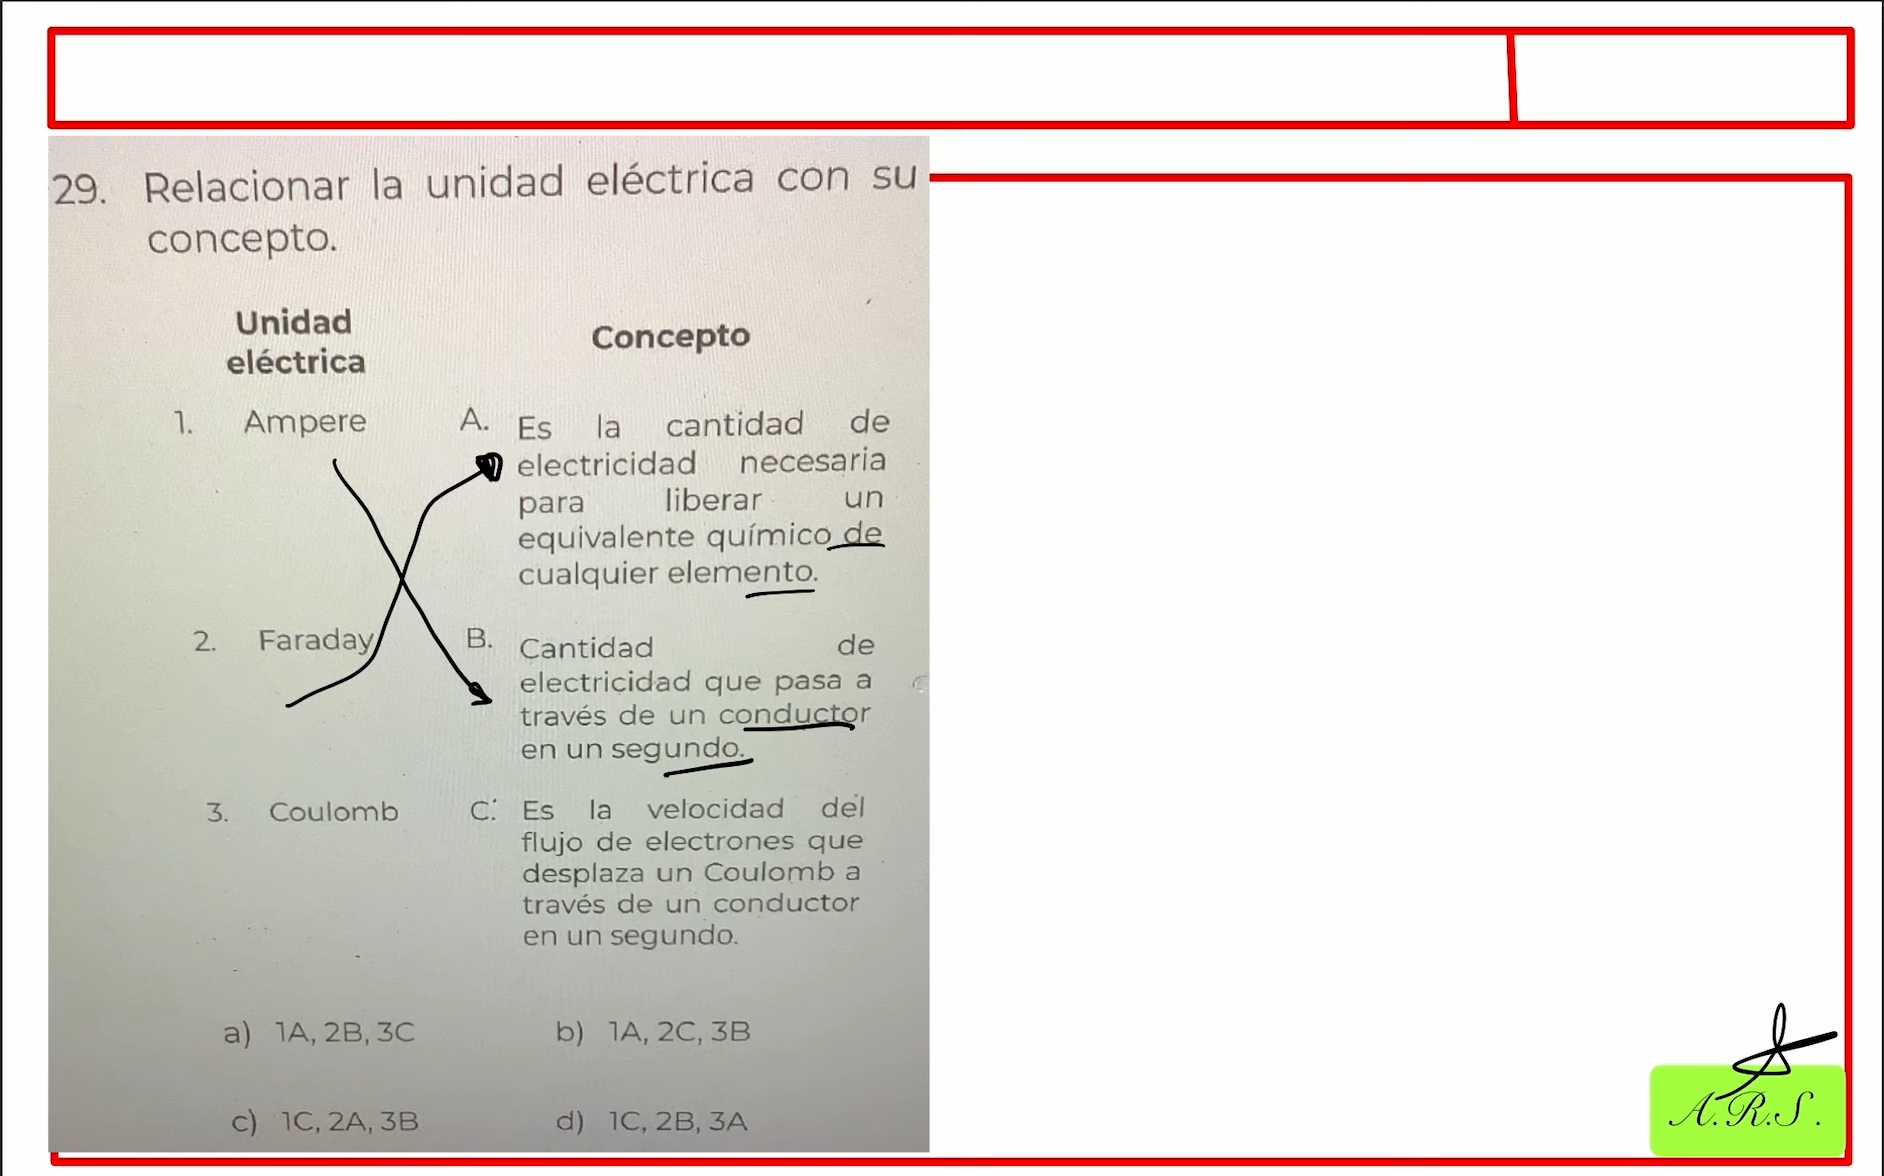 29. Relacionar la unidad eléctrica con su
concepto.
Unidad
eléctrica
Concepto
1. Ampere
A. Es la cantidad de
electricidad necesaria
para liberar un
equivalente químico de
cualquier elemento.
2. Faraday
B. Cantidad de
electricidad que pasa a
través de un conductor
en un segundo.
3. Coulomb
C. Es la velocidad del
flujo de electrones que
desplaza un Coulomb a
través de un conductor
en un segundo.
a) 1A, 2B, 3C
b) 1A, 2C, 3B
c) 1C, 2A, 3B
d) 1C, 2B, 3A
A.R.S.